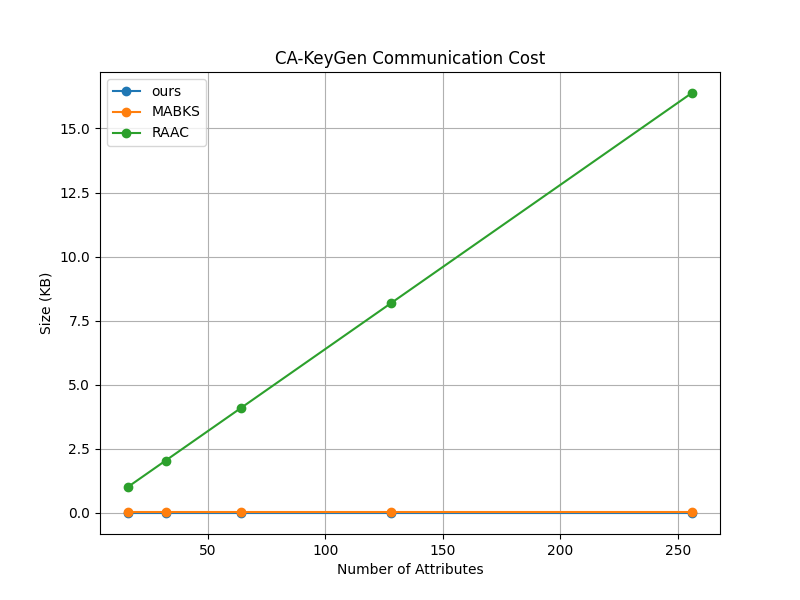 CA-KeyGen Communication Cost
ours
MABKS
RAAC
15.0
12.5
10.0
7.5
5.0
2.5
0.0
Size (KB)
50
100
150
200
250
Number of Attributes